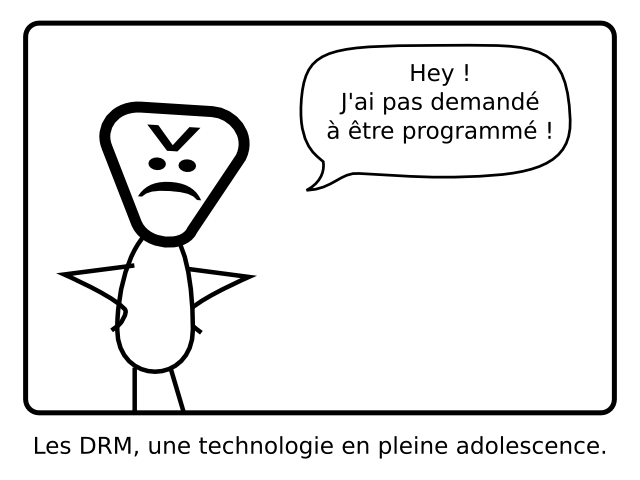 Hey !
J'ai pas demandé
à être programmé !
Les DRM, une technologie en pleine adolescence.